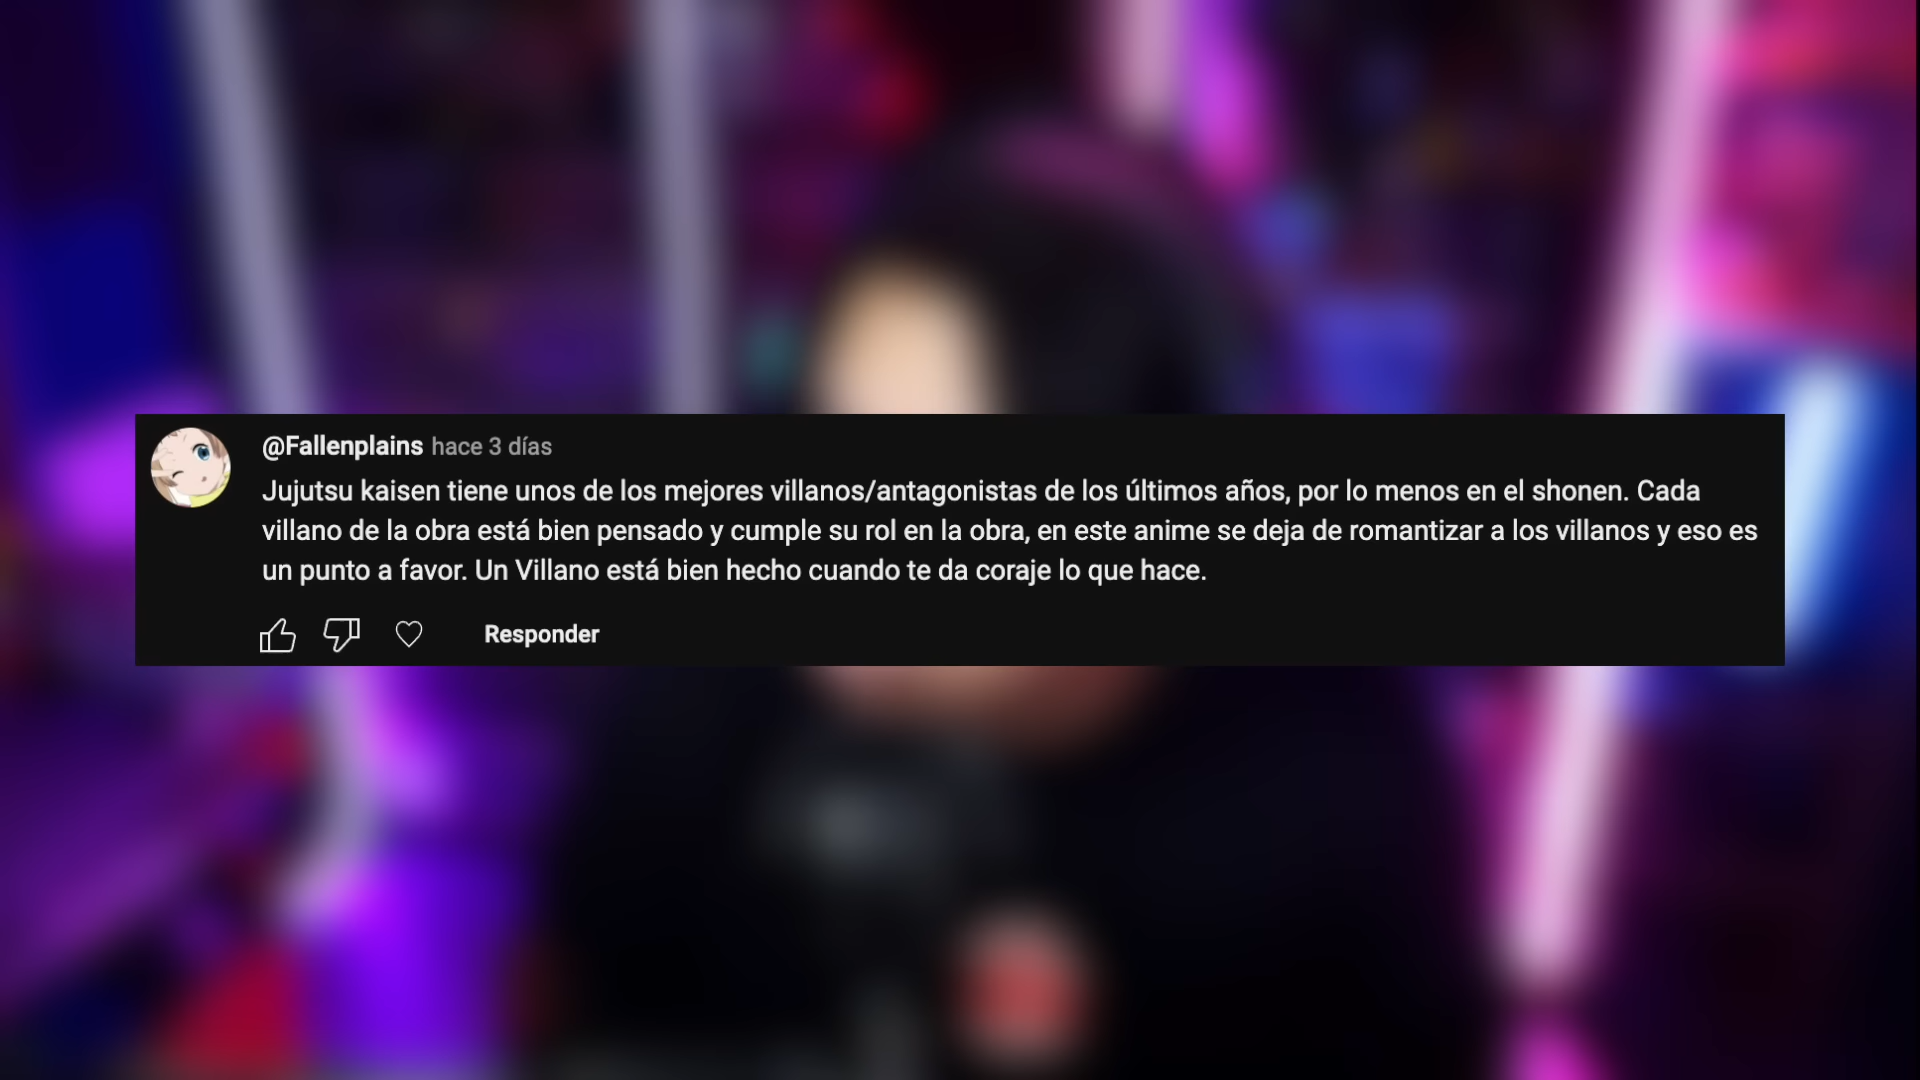 @Fallenplains hace 3 días
Jujutsu kaisen tiene unos de los mejores villanos/antagonistas de los últimos años, por lo menos en el shonen. Cada
villano de la obra está bien pensado y cumple su rol en la obra, en este anime se deja de romantizar a los villanos y eso es
un punto a favor. Un Villano está bien hecho cuando te da coraje lo que hace.
Responder